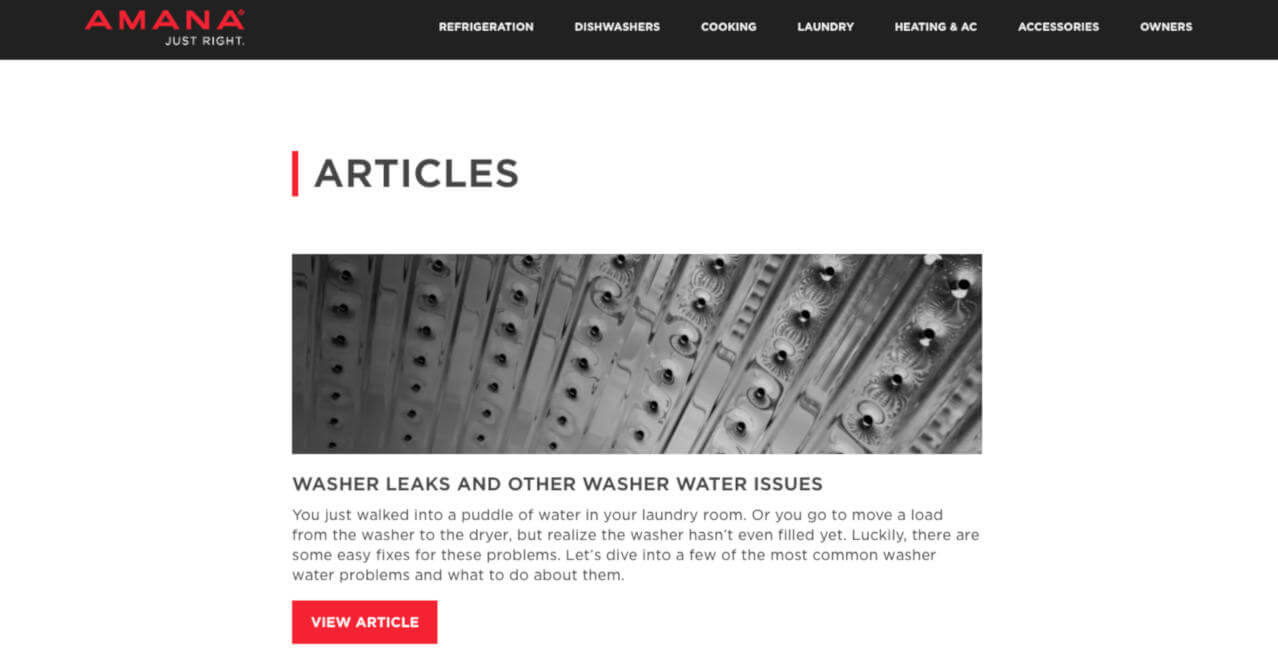 AMANA®
JUST RIGHT.
REFRIGERATION DISHWASHERS COOKING LAUNDRY HEATING & AC ACCESSORIES OWNERS
ARTICLES
WASHER LEAKS AND OTHER WASHER WATER ISSUES
You just walked into a puddle of water in your laundry room. Or you go to move a load
from the washer to the dryer, but realize the washer hasn't even filled yet. Luckily, there are
some easy fixes for these problems. Let's dive into a few of the most common washer
water problems and what to do about them.
VIEW ARTICLE